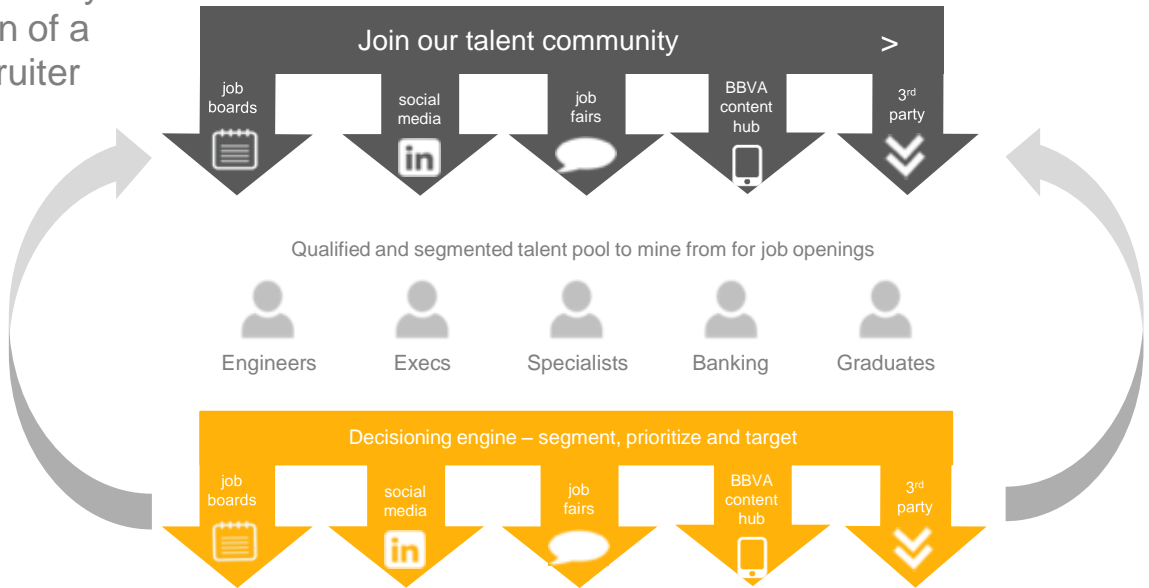 n of a
Join our talent community >
ruiter
job
boards
social
media
in
job
fairs
BBVA
content
hub
3rd
party
Qualified and segmented talent pool to mine from for job openings
Engineers Execs Specialists Banking Graduates
Decisioning engine – segment, prioritize and target
job
boards
social
media
in
job
fairs
BBVA
content
hub
3rd
party